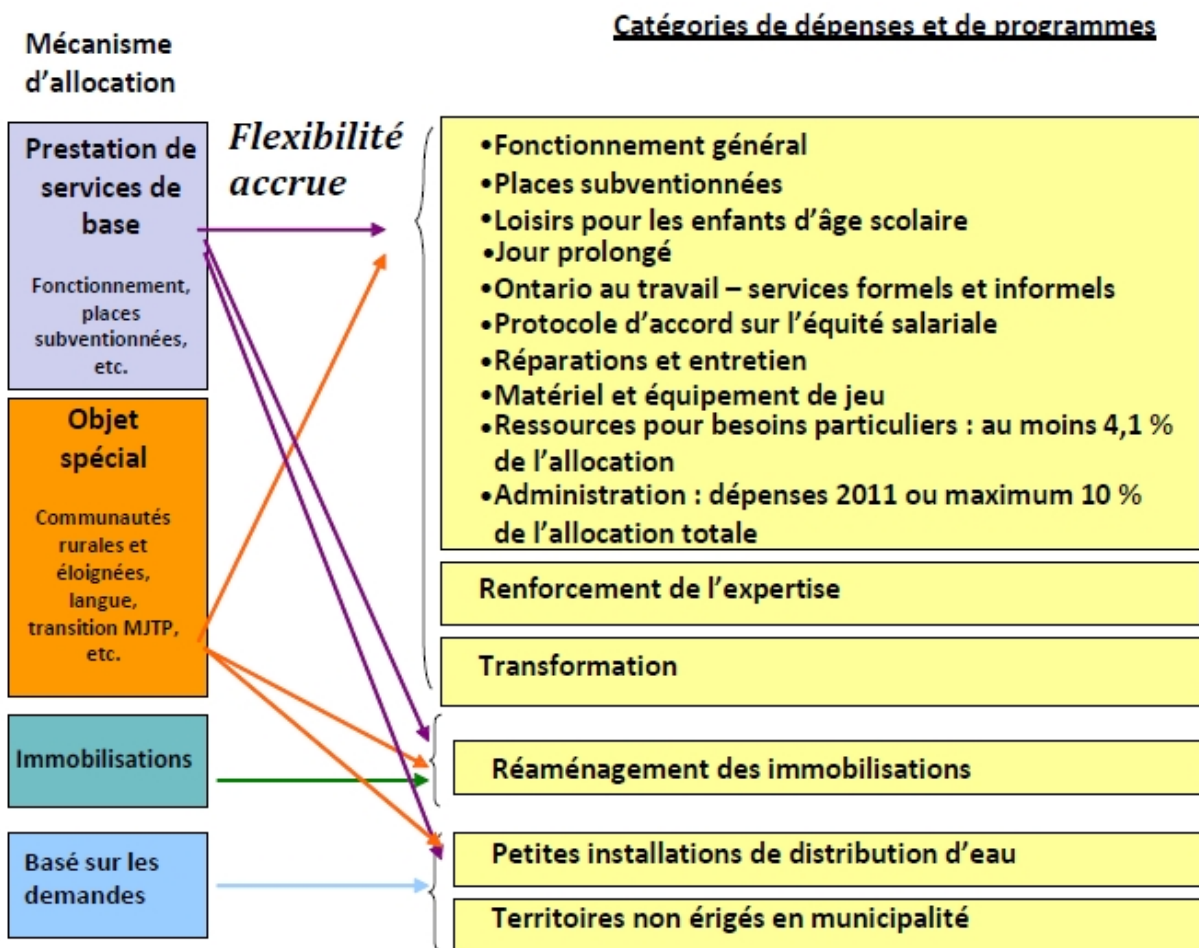 Catégories de dépenses et de programmes
Mécanisme
d'allocation
Prestation de
services de
base
Fonctionnement,
places
subventionnées,
etc.
Flexibilité
accrue
Objet
spécial
Communautés
rurales et
éloignées,
langue,
transition MJTP,
etc.
Immobilisations
Basé sur les
demandes
•Fonctionnement général
•Places subventionnées
•Loisirs pour les enfants d'âge scolaire
•Jour prolongé
•Ontario au travail – services formels et informels
•Protocole d'accord sur l'équité salariale
•Réparations et entretien
•Matériel et équipement de jeu
•Ressources pour besoins particuliers : au moins 4,1 %
de l'allocation
•Administration : dépenses 2011 ou maximum 10 %
de l'allocation totale
Renforcement de l'expertise
Transformation
Réaménagement des immobilisations
Petites installations de distribution d'eau
Territoires non érigés en municipalité